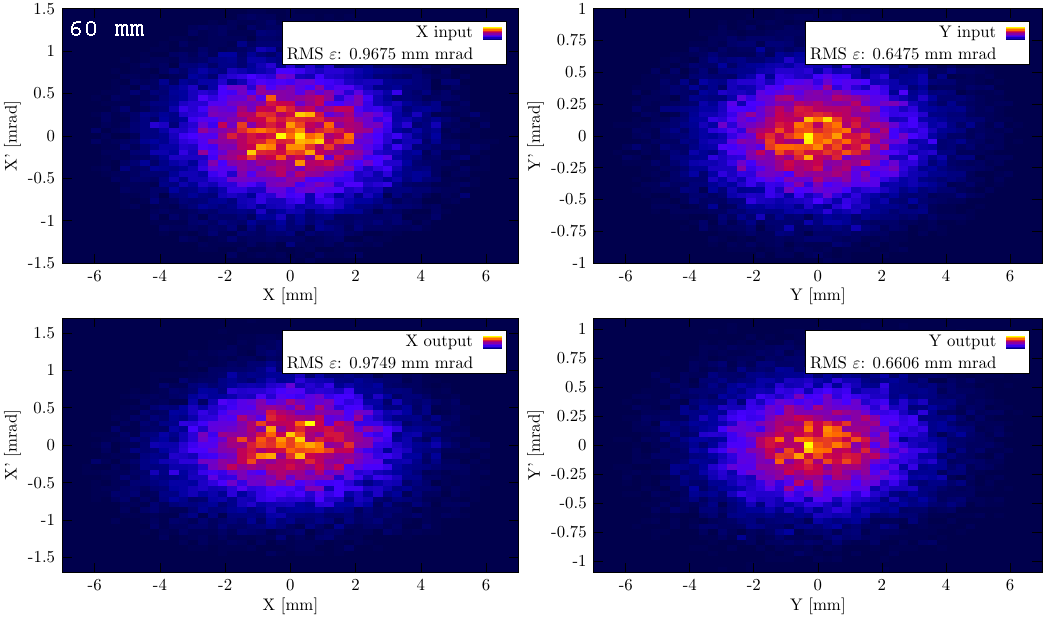 60 mm
X input
RMS ε: 0.9675 mm mrad
1.5
1
0.5
0
-0.5
-1
-1.5
X' [mrad]
-6 -4 -2 0 2 4 6
X [mm]
Y input
RMS ε: 0.6475 mm mrad
1
0.75
0.5
0.25
0
-0.25
-0.5
-0.75
-1
Y' [mrad]
-6 -4 -2 0 2 4 6
Y [mm]
X output
RMS ε: 0.9749 mm mrad
1.5
1
0.5
0
-0.5
-1
-1.5
X' [mrad]
-6 -4 -2 0 2 4 6
X [mm]
Y output
RMS ε: 0.6606 mm mrad
1
0.75
0.5
0.25
0
-0.25
-0.5
-0.75
-1
Y' [mrad]
-6 -4 -2 0 2 4 6
Y [mm]